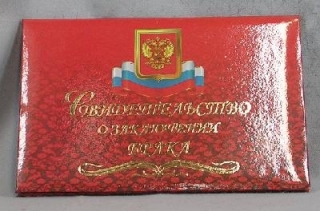 Свидетельство
о заключении
брака